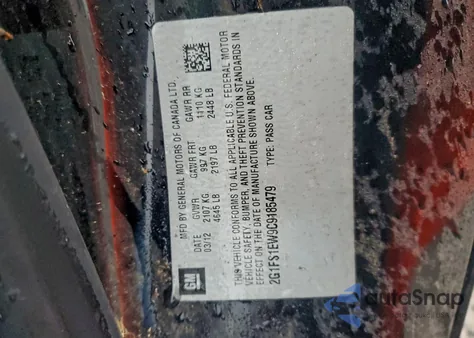 MFD BY GENERAL MOTORS OF CANADA LTD.
DATE GVWR GAWR FRT GAWR RR
03/12 2107 KG 997 KG 1110 KG
4645 LB 2197 LB 2448 LB
THIS VEHICLE CONFORMS TO ALL APPLICABLE U.S. FEDERAL MOTOR
VEHICLE SAFETY, BUMPER, AND THEFT PREVENTION STANDARDS IN
EFFECT ON THE DATE OF MANUFACTURE SHOWN ABOVE.
2G1FS1EW9C9185479 TYPE: PASS CAR
GM
autoSnap